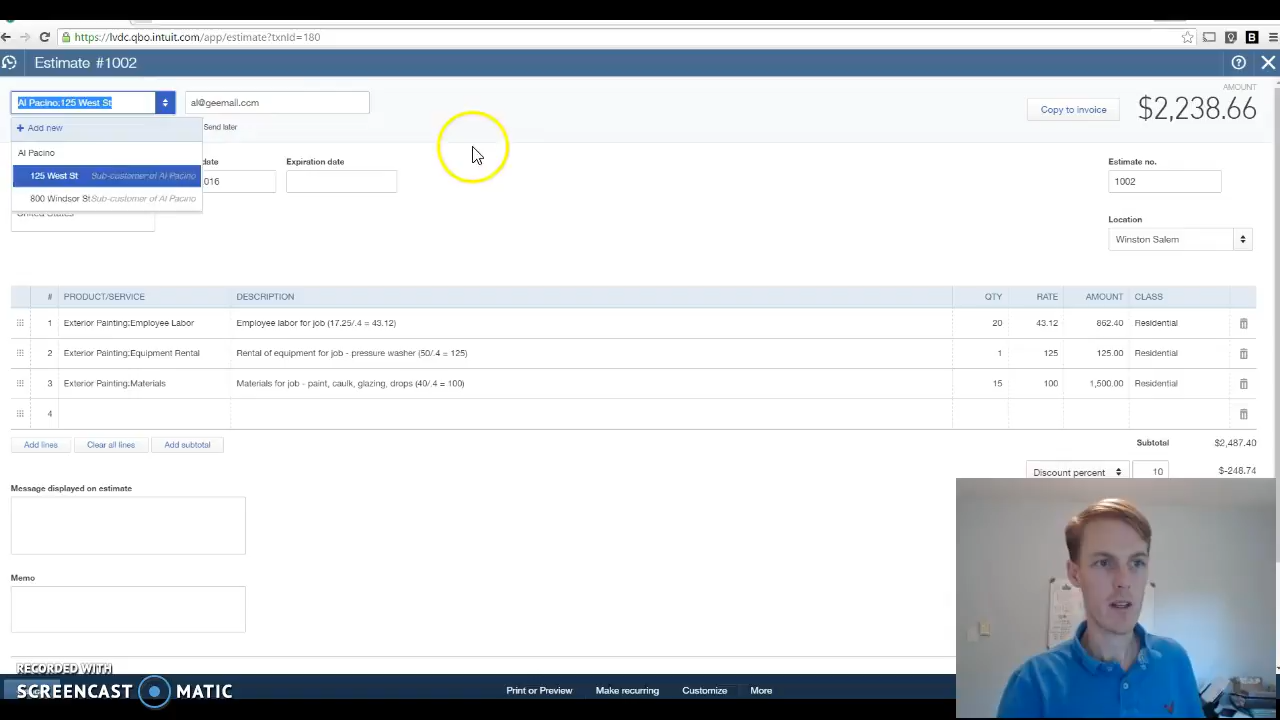 https://lvdc.qbo.intuit.com/app/estimate?txnId=180
B
Estimate #1002
?
AMOUNT
Al Pacino:125 West St
al@geemail.com
Copy to invoice
$2,238.66
+ Add new
Send later
Al Pacino
date
Expiration date
Estimate no.
125 West St Sub-customer of Al Pacino
016
1002
800 Windsor St Sub-customer of Al Pacino
United States
Location
Winston Salem
# PRODUCT/SERVICE DESCRIPTION QTY RATE AMOUNT CLASS
1 Exterior Painting:Employee Labor Employee labor for job (17.25/.4 = 43.12) 20 43.12 862.40 Residential
2 Exterior Painting:Equipment Rental Rental of equipment for job - pressure washer (50/.4 = 125) 1 125 125.00 Residential
3 Exterior Painting:Materials Materials for job - paint, caulk, glazing, drops (40/.4 = 100) 15 100 1,500.00 Residential
4
Add lines Clear all lines Add subtotal
Subtotal $2,487.40
Discount percent 10 $-248.74
Message displayed on estimate
Memo
RECORDED WITH
SCREENCAST MATIC
Print or Preview Make recurring Customize More